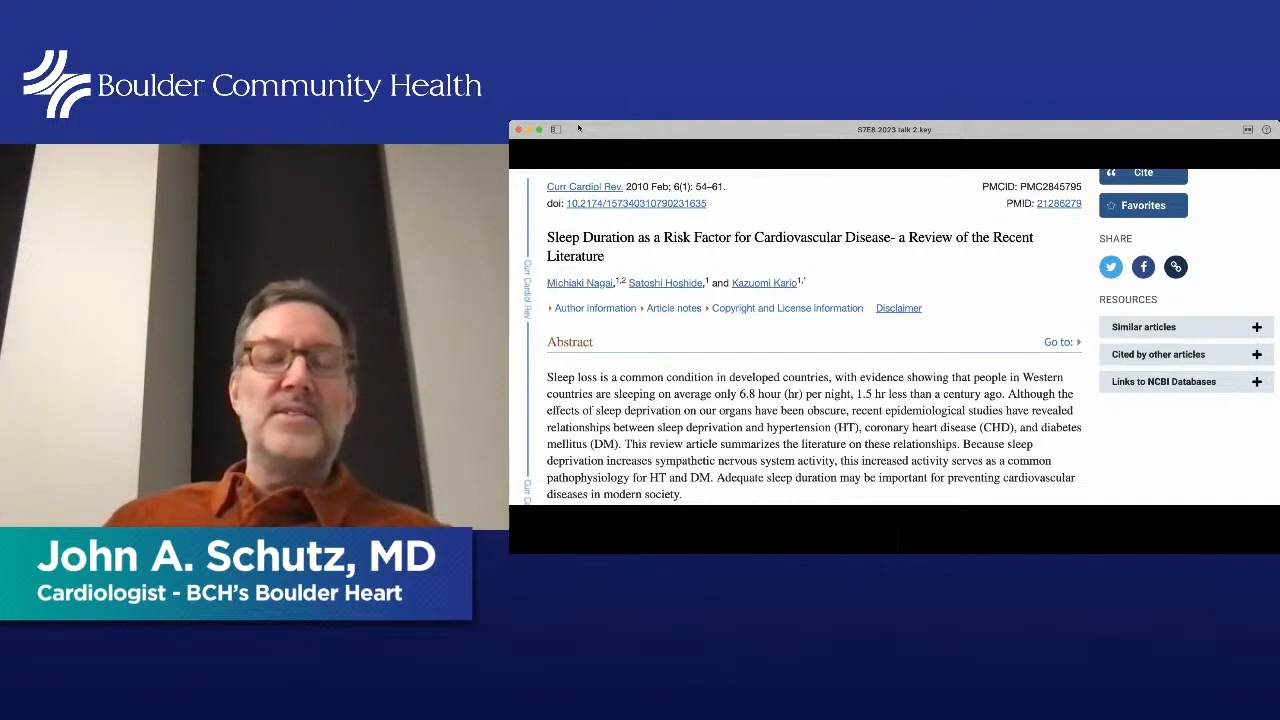 Boulder Community Health
S7E8 2023 talk 2.key
Curr Cardiol Rev. 2010 Feb; 6(1): 54–61.
PMCID: PMC2845795
doi: 10.2174/157340310790231635
PMID: 21286279
Sleep Duration as a Risk Factor for Cardiovascular Disease- a Review of the Recent
Literature
Michiaki Nagai,1,2 Satoshi Hoshide,1 and Kazuomi Kario1,*
Author information Article notes Copyright and License information Disclaimer
Abstract
Go to:
Sleep loss is a common condition in developed countries, with evidence showing that people in Western
countries are sleeping on average only 6.8 hour (hr) per night, 1.5 hr less than a century ago. Although the
effects of sleep deprivation on our organs have been obscure, recent epidemiological studies have revealed
relationships between sleep deprivation and hypertension (HT), coronary heart disease (CHD), and diabetes
mellitus (DM). This review article summarizes the literature on these relationships. Because sleep
deprivation increases sympathetic nervous system activity, this increased activity serves as a common
pathophysiology for HT and DM. Adequate sleep duration may be important for preventing cardiovascular
diseases in modern society.
Curr Cardiol Rev
Curr C
Cite
Favorites
SHARE
RESOURCES
Similar articles
Cited by other articles
Links to NCBI Databases
John A. Schutz, MD
Cardiologist - BCH's Boulder Heart